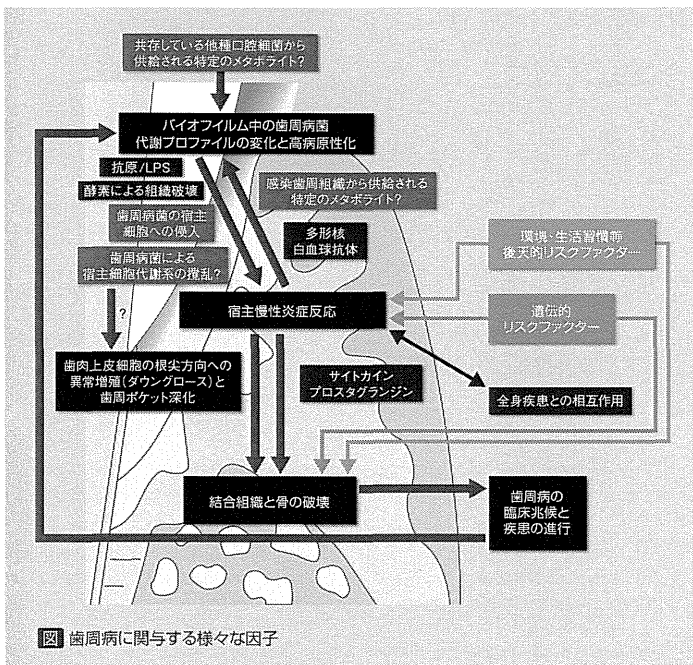 共存している他種口腔細菌から
供給される特定のメタボライト?
バイオフイルム中の歯周病菌
代謝プロファイルの変化と高病原性化
抗原/LPS
酵素による組織破壊
歯周病菌の宿主
細胞への侵入
歯周病菌による
宿主細胞代謝系の撹乱?
?
感染歯周組織から供給される
特定のメタボライト?
多形核
白血球抗体
環境・生活習慣等
後天的リスクファクター
宿主慢性炎症反応
遺伝的
リスクファクター
歯肉上皮細胞の根尖方向への
異常増殖(ダウングロース)と
歯周ポケット深化
サイトカイン
プロスタグランジン
全身疾患との相互作用
結合組織と骨の破壊
歯周病の
臨床兆候と
疾患の進行
図 歯周病に関与する様々な因子